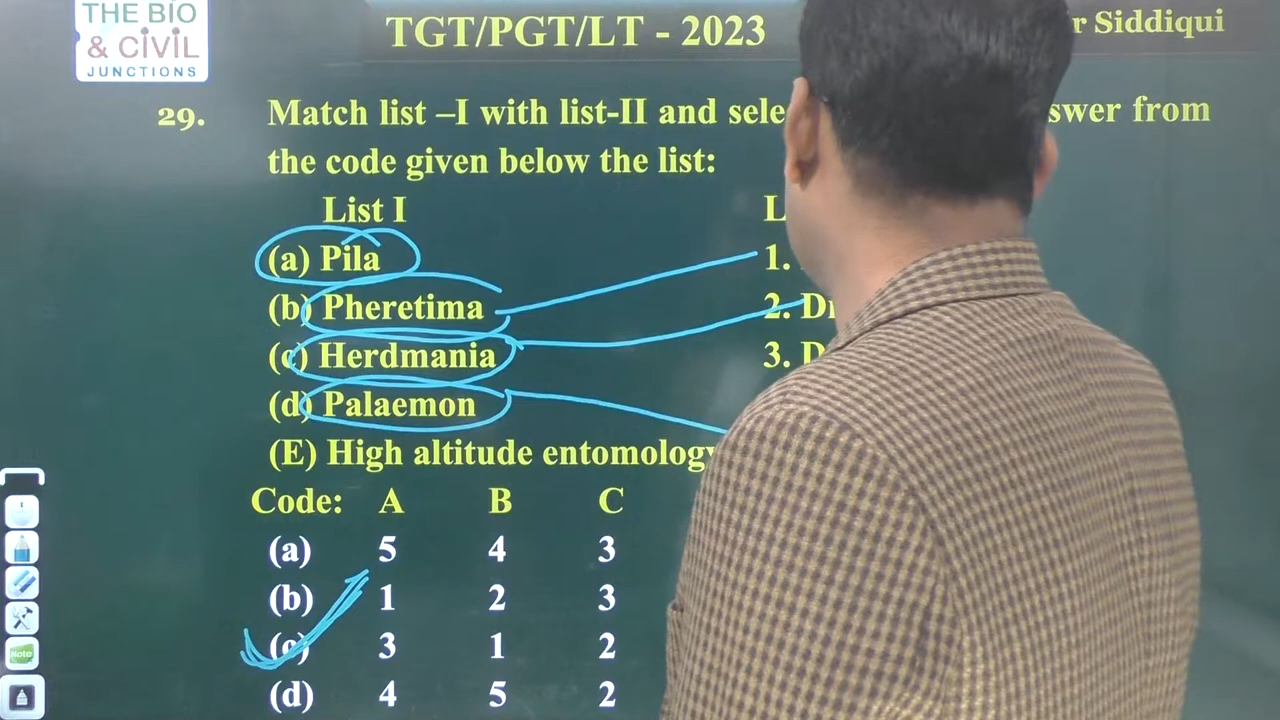 THE BIO
& CIVIL
JUNCTIONS
TGT/PGT/LT - 2023
Siddiqui
29. Match list –I with list-II and from
the code given below the list:
List I
(a) Pila 1.
(b) Pheretima 2.
(c) Herdmania 3.
(d) Palaemon
(E) High altitude entomology
Code: A B C
(a) 5 4 3
(b) 1 2 3
(c) 3 1 2
(d) 4 5 2
Note